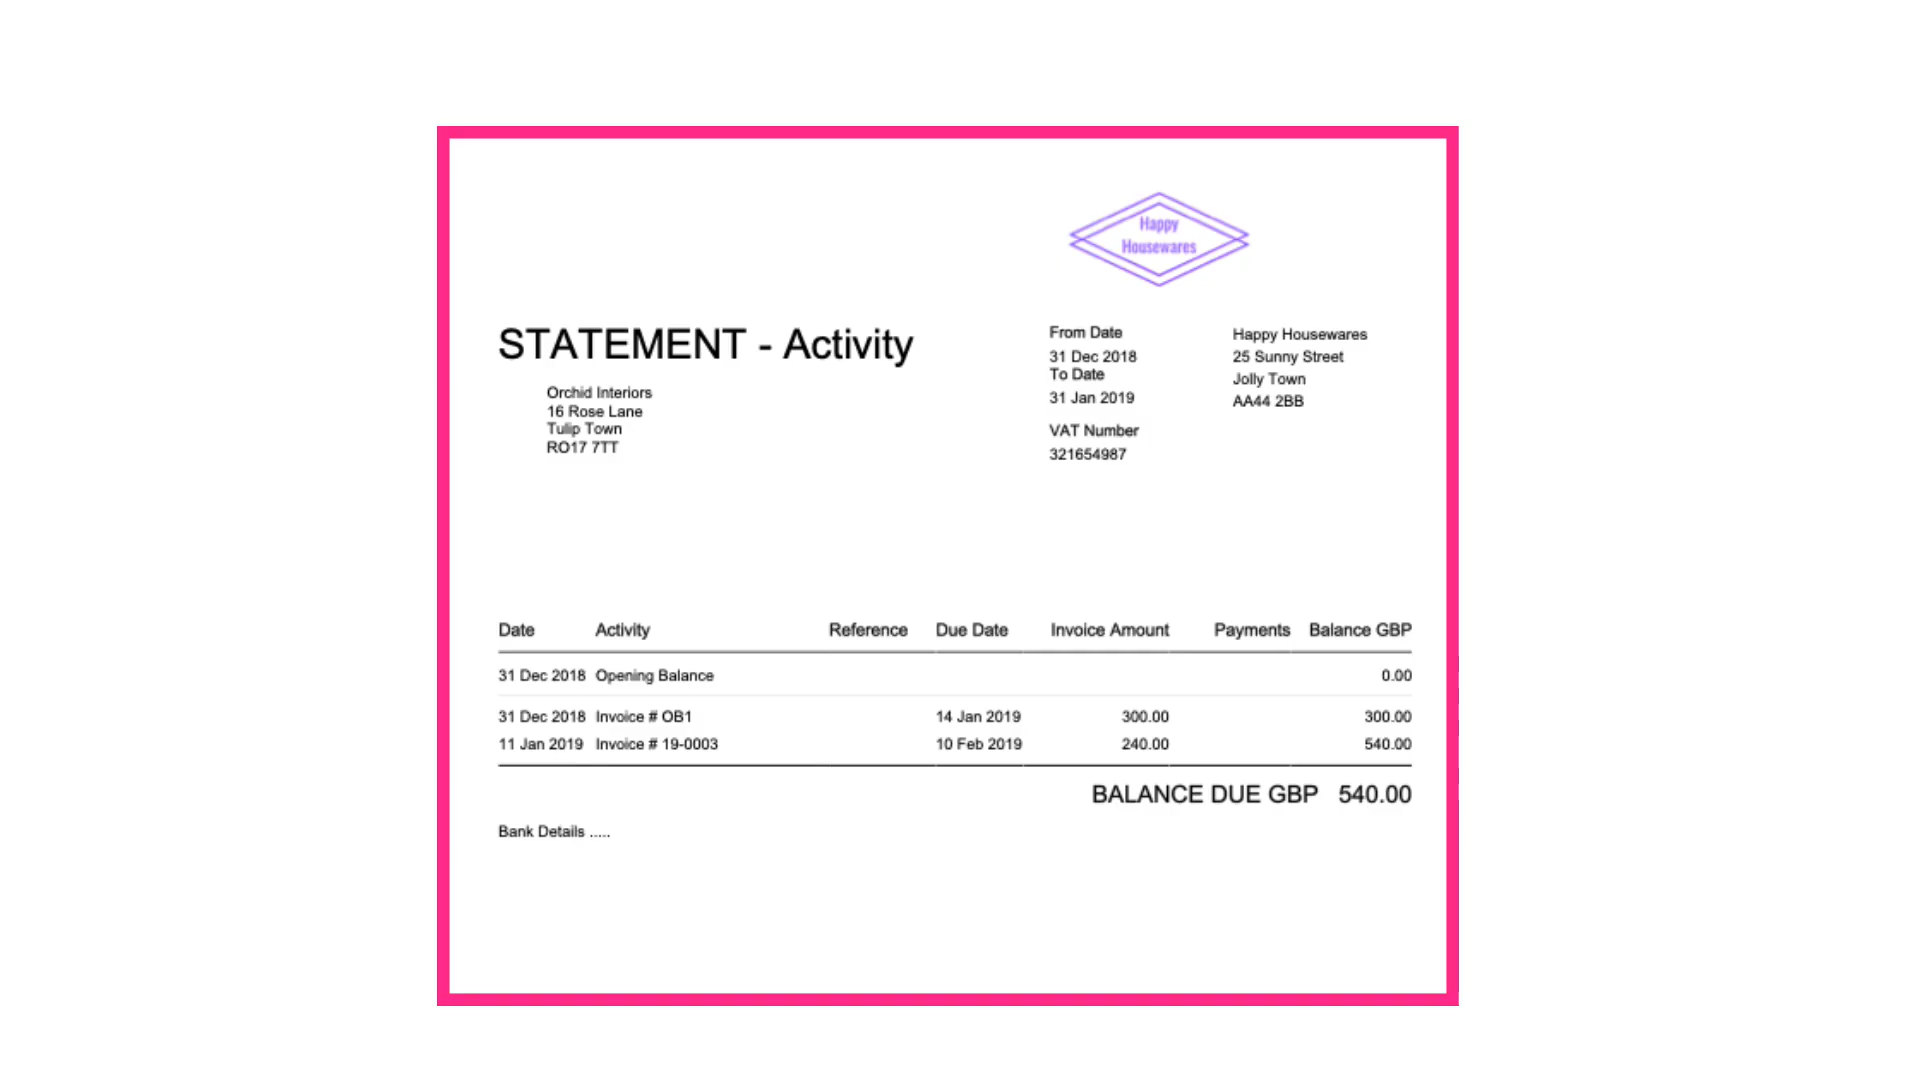 Happy
Housewares
STATEMENT - Activity
Orchid Interiors
16 Rose Lane
Tulip Town
RO17 7TT
From Date
31 Dec 2018
To Date
31 Jan 2019
VAT Number
321654987
Happy Housewares
25 Sunny Street
Jolly Town
AA44 2BB
Date Activity Reference Due Date Invoice Amount Payments Balance GBP
31 Dec 2018 Opening Balance 0.00
31 Dec 2018 Invoice # OB1 14 Jan 2019 300.00 300.00
11 Jan 2019 Invoice # 19-0003 10 Feb 2019 240.00 540.00
BALANCE DUE GBP 540.00
Bank Details .....